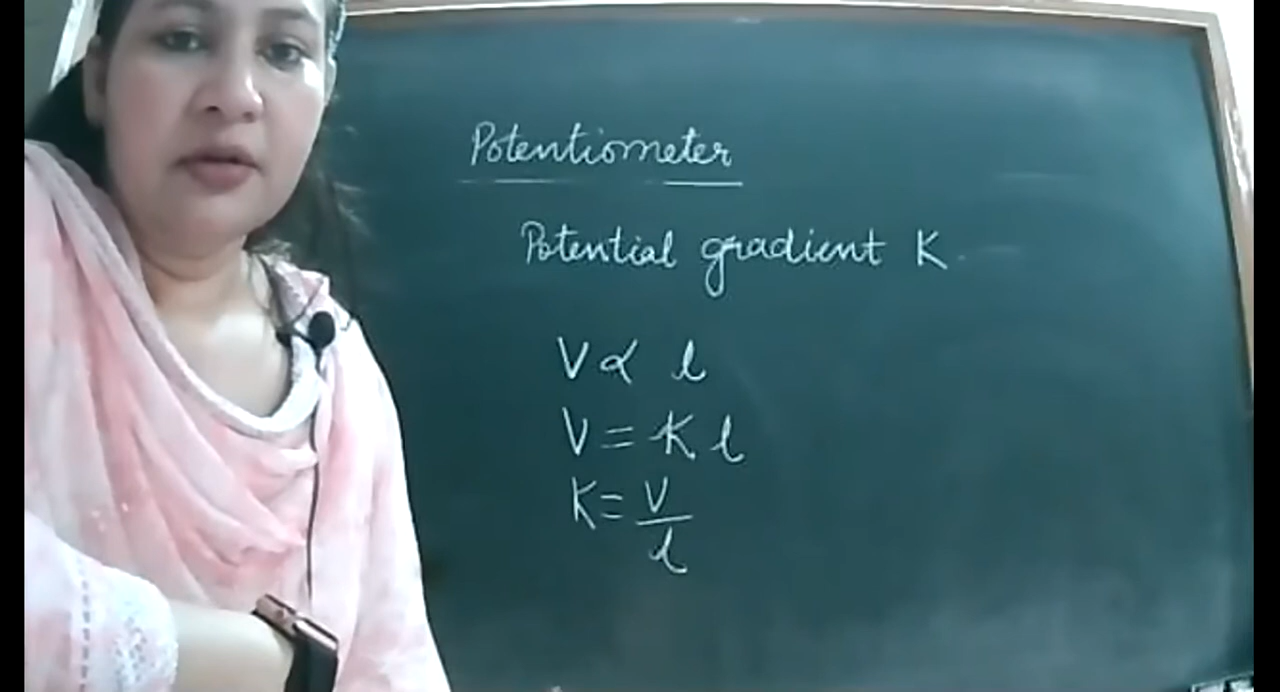 Potentiometer
Potential gradient K
V ∝ l
V = K l
K = V/l